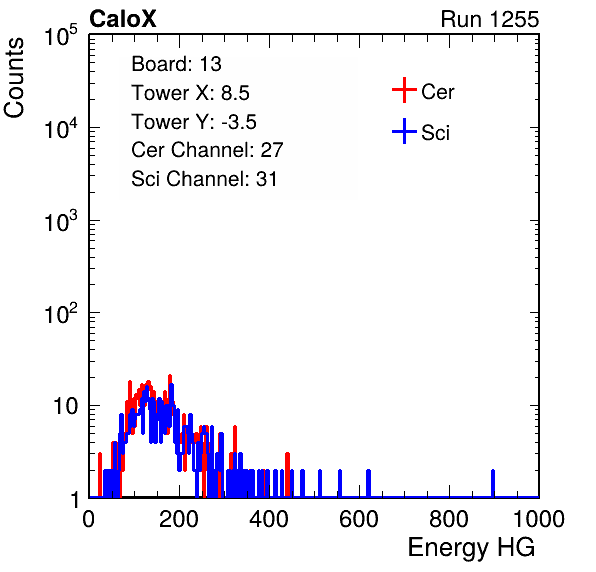 CaloX Run 1255
Counts
10^5
10^4
10^3
10^2
10
1
Board: 13
Tower X: 8.5
Tower Y: -3.5
Cer Channel: 27
Sci Channel: 31
Cer
Sci
0 200 400 600 800 1000
Energy HG